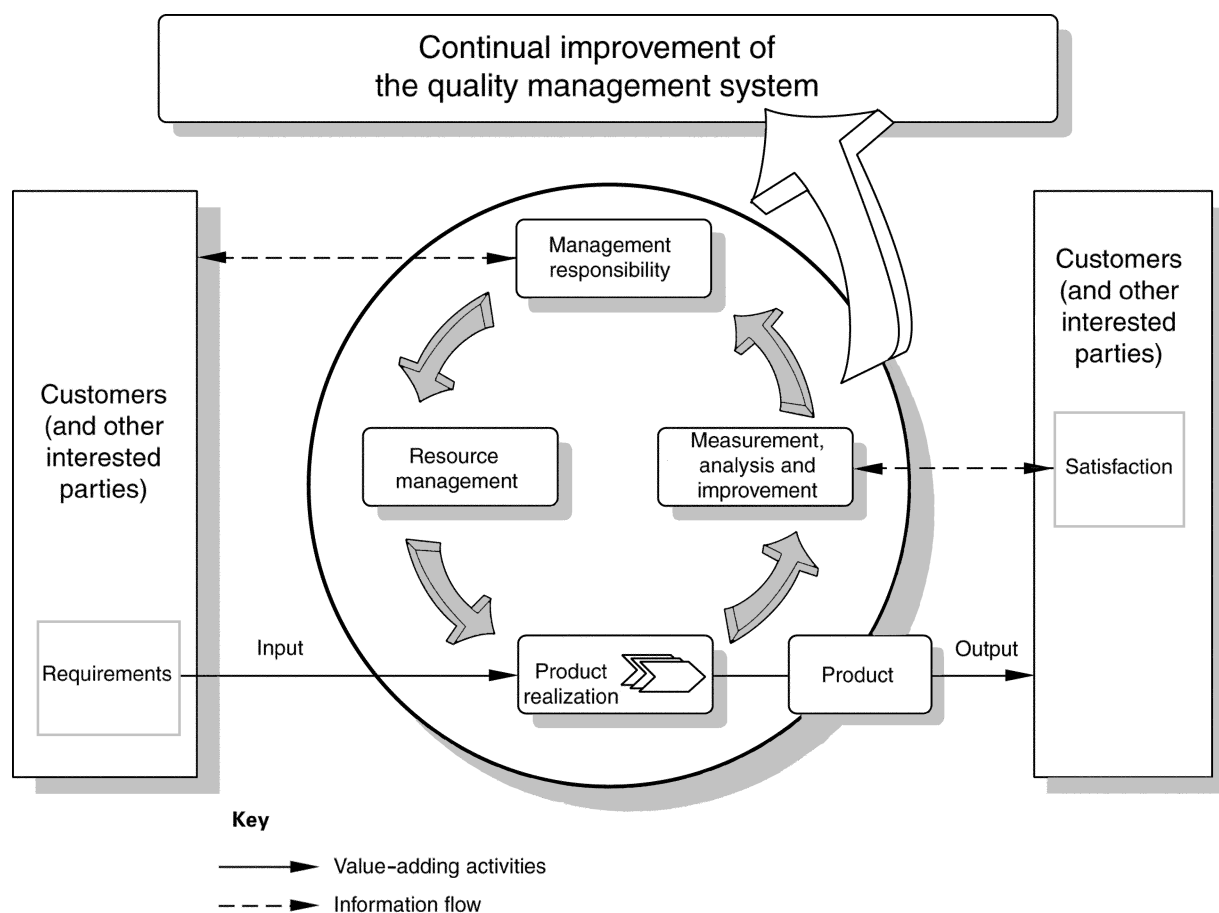 Continual improvement of
the quality management system
Management
responsibility
Customers
(and other
interested
parties)
Customers
(and other
interested
parties)
Resource
management
Measurement,
analysis and
improvement
Satisfaction
Requirements
Input
Product
realization
Product
Output
Key
Value-adding activities
Information flow